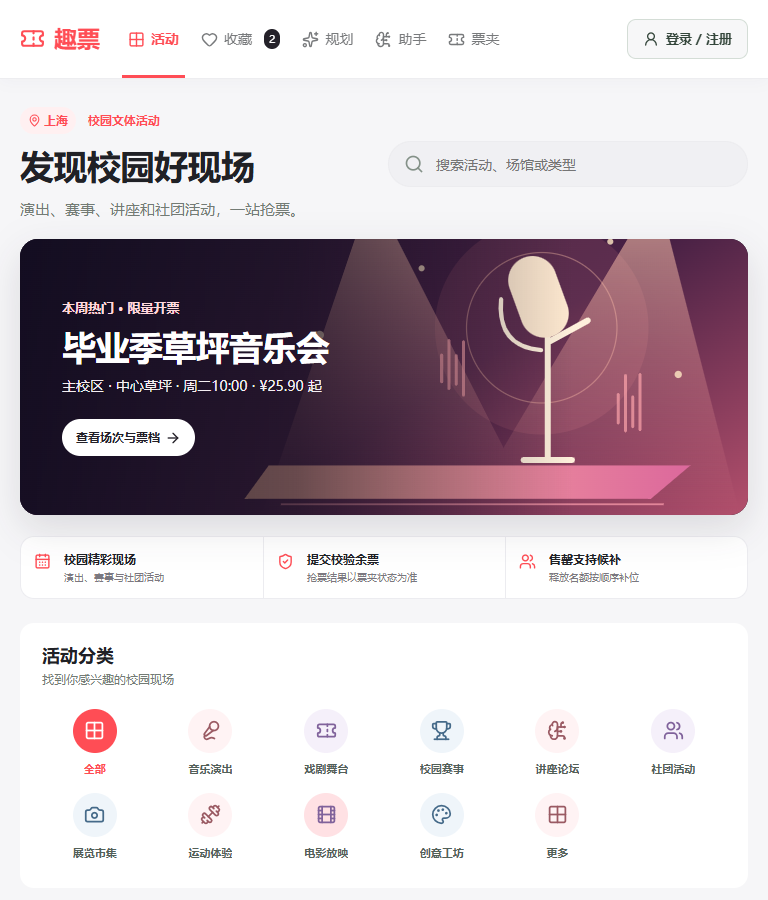 趣票
活动
收藏
2
规划
助手
票夹
登录 / 注册
上海
校园文体活动
发现校园好现场
搜索活动、场馆或类型
演出、赛事、讲座和社团活动，一站抢票。
本周热门 • 限量开票
毕业季草坪音乐会
主校区 · 中心草坪 · 周二10:00 · ¥25.90 起
查看场次与票档
校园精彩现场
演出、赛事与社团活动
提交校验余票
抢票结果以票夹状态为准
售罄支持候补
释放名额按顺序补位
活动分类
找到你感兴趣的校园现场
全部
音乐演出
戏剧舞台
校园赛事
讲座论坛
社团活动
展览市集
运动体验
电影放映
创意工坊
更多